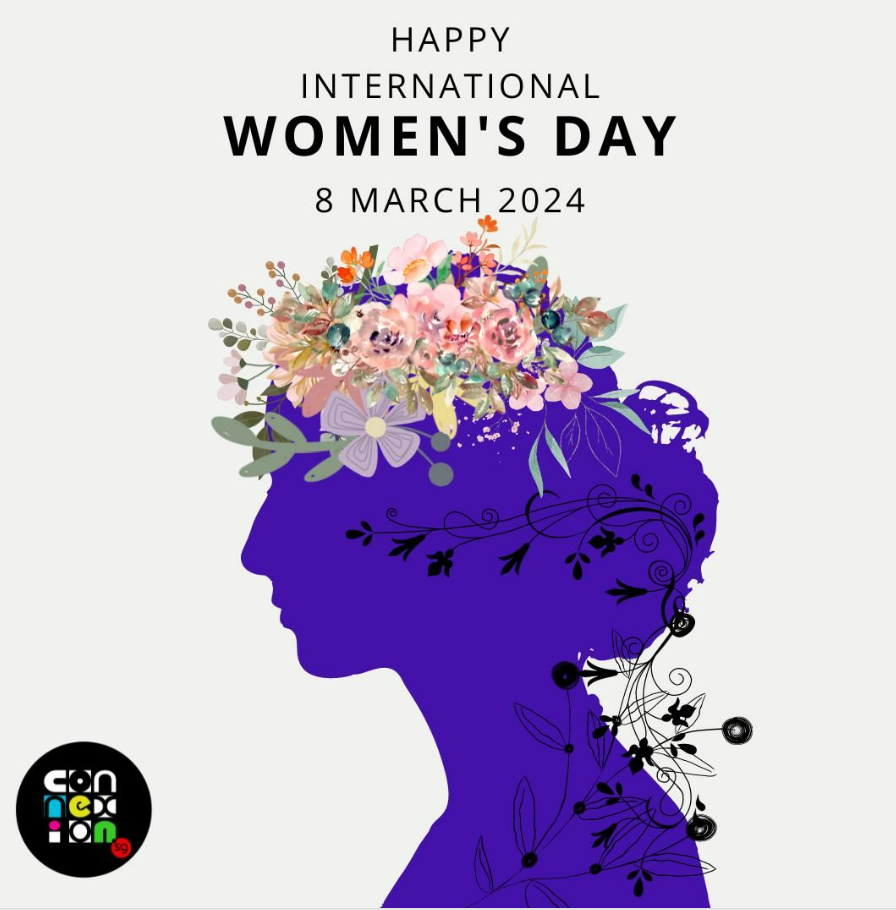 HAPPY
INTERNATIONAL
WOMEN'S DAY
8 MARCH 2024
con
nex
ion
sg